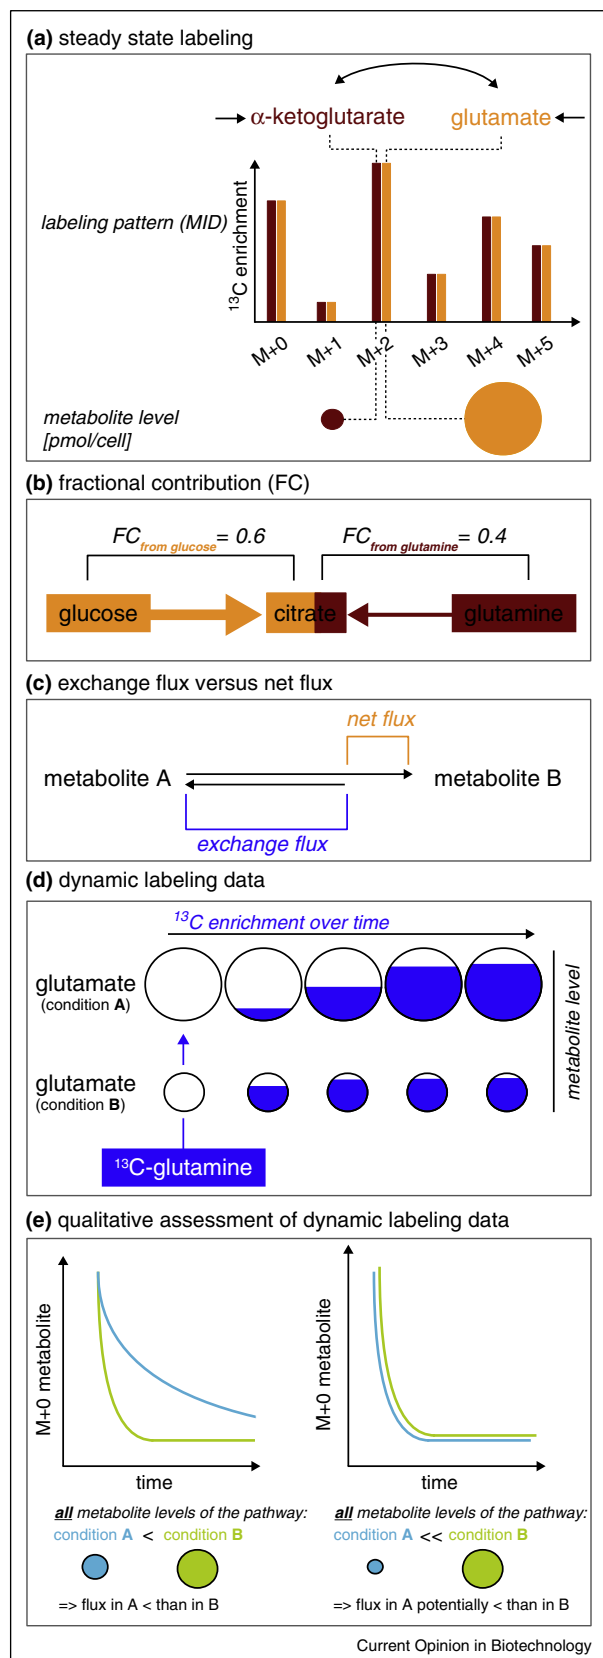 (a) steady state labeling
α-ketoglutarate glutamate
labeling pattern (MID)
13C enrichment
M+0 M+1 M+2 M+3 M+4 M+5
metabolite level
[pmol/cell]
(b) fractional contribution (FC)
FCfrom glucose= 0.6 FCfrom glutamine= 0.4
glucose citrate glutamine
(c) exchange flux versus net flux
net flux
metabolite A metabolite B
exchange flux
(d) dynamic labeling data
13C enrichment over time
glutamate
(condition A)
glutamate
(condition B)
metabolite level
13C-glutamine
(e) qualitative assessment of dynamic labeling data
M+0 metabolite
time
all metabolite levels of the pathway:
condition A < condition B
=> flux in A < than in B
M+0 metabolite
time
all metabolite levels of the pathway:
condition A << condition B
=> flux in A potentially < than in B
Current Opinion in Biotechnology